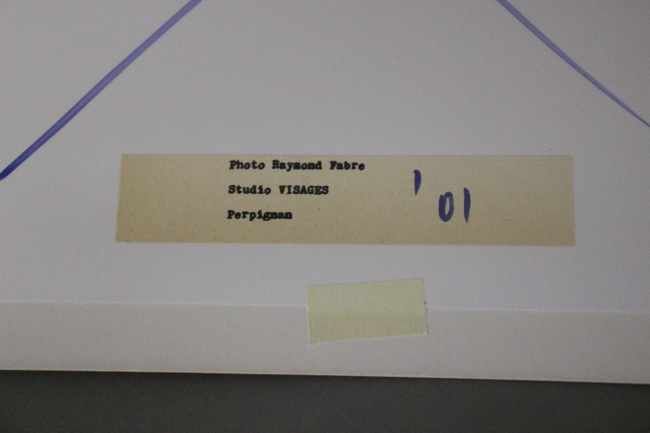 Photo Raymond Fabre
Studio VISAGES
Perpignan
'01